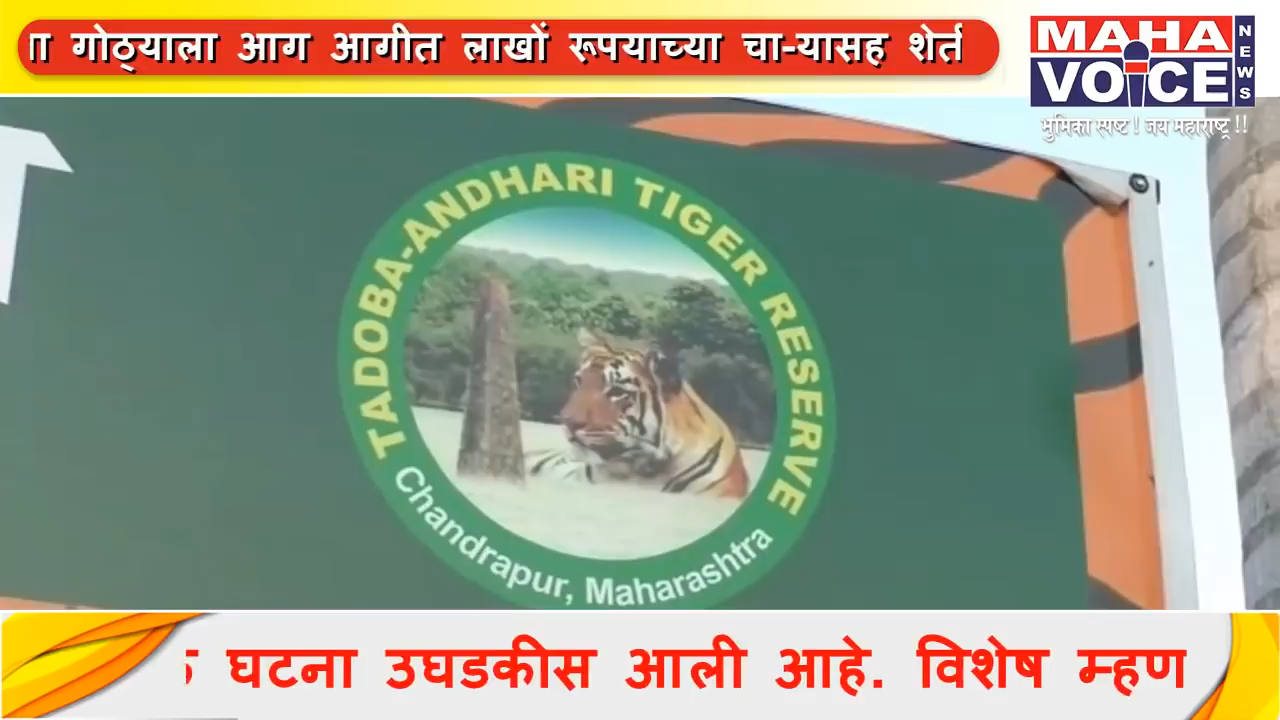 गोठ्याला आग आगीत लाखों रूपयाच्या चा-यासह
MAHA
VOICE
NEWS
भुमिका स्पष्ट ! जय महाराष्ट्र !!
TADOBA-ANDHARI TIGER RESERVE
Chandrapur, Maharashtra
घटना उघडकीस आली आहे. विशेष म्हण